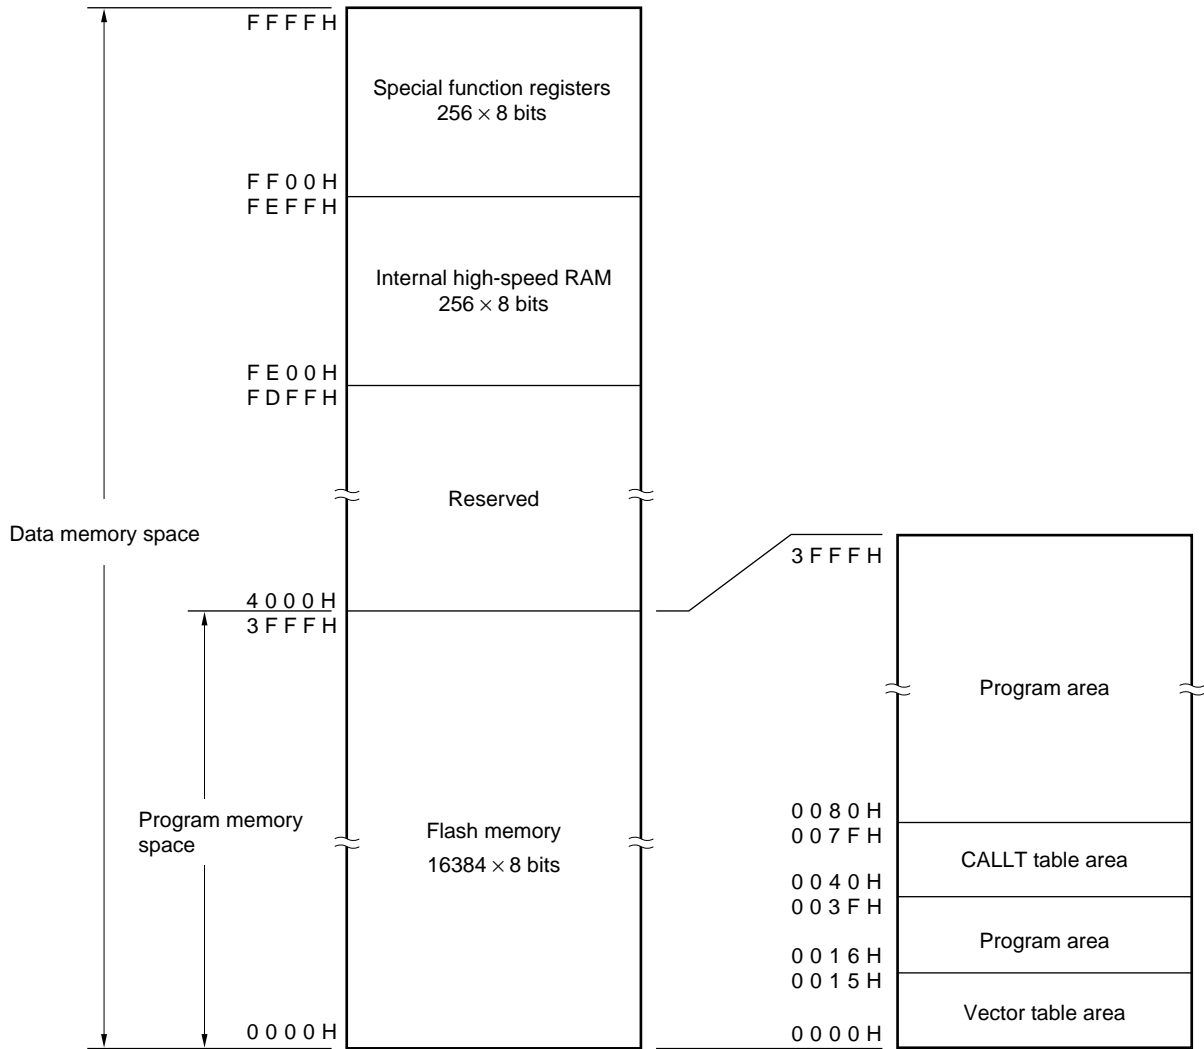 FFFFH
Special function registers
256 × 8 bits
FF00H
FEFFH
Internal high-speed RAM
256 × 8 bits
FE00H
FDFFH
Reserved
Data memory space
4000H
3FFFH
Program memory
space
Flash memory
16384 × 8 bits
0000H
3FFFH
Program area
0080H
007FH
CALLT table area
0040H
003FH
Program area
0016H
0015H
Vector table area
0000H